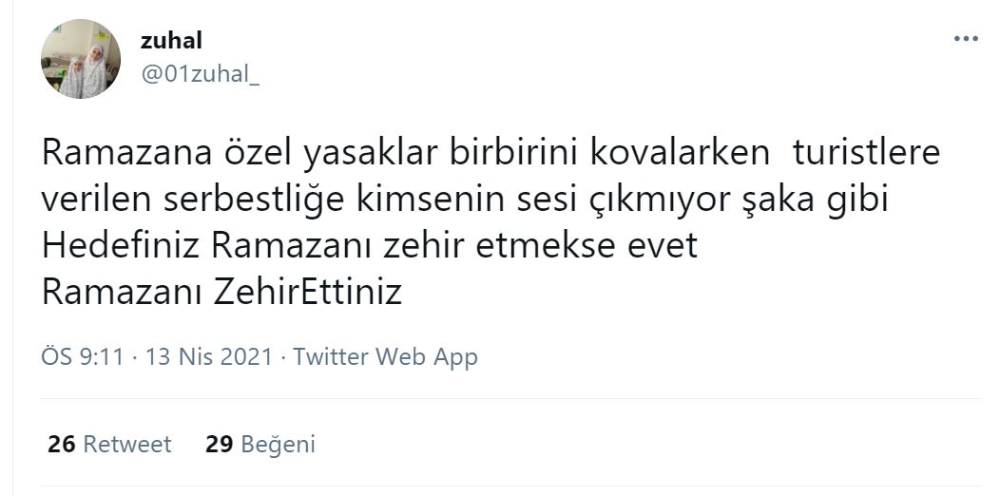 zuhal
@01zuhal_
Ramazana özel yasaklar birbirini kovalarken  turistlere
verilen serbestliğe kimsenin sesi çıkmıyor şaka gibi
Hedefiniz Ramazanı zehir etmekse evet
Ramazanı ZehirEttiniz
ÖS 9:11 · 13 Nis 2021 · Twitter Web App
26 Retweet 29 Beğeni